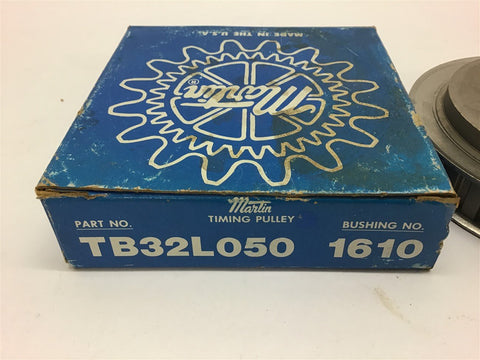 MADE IN THE U.S.A.
Martin
®
Martin
TIMING PULLEY
PART NO.
BUSHING NO.
TB32L050
1610